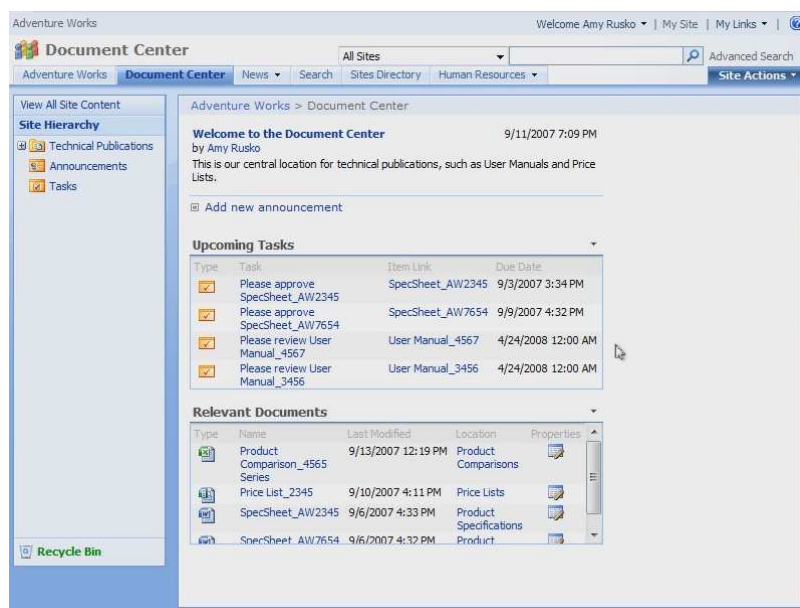 Adventure Works
Welcome Amy Rusko | My Site | My Links |
Document Center
All Sites
Advanced Search
Adventure Works Document Center News Search Sites Directory Human Resources Site Actions
View All Site Content
Site Hierarchy
Technical Publications
Announcements
Tasks
Recycle Bin
Adventure Works > Document Center
Welcome to the Document Center 9/11/2007 7:09 PM
by Amy Rusko
This is our central location for technical publications, such as User Manuals and Price
Lists.
Add new announcement
Upcoming Tasks
Type Task Item Link Due Date
Please approve SpecSheet_AW2345 9/3/2007 3:34 PM
SpecSheet_AW2345
Please approve SpecSheet_AW7654 9/9/2007 4:32 PM
SpecSheet_AW7654
Please review User User Manual_4567 4/24/2008 12:00 AM
Manual_4567
Please review User User Manual_3456 4/24/2008 12:00 AM
Manual_3456
Relevant Documents
Type Name Last Modified Location Properties
Product 9/13/2007 12:19 PM Product
Comparison_4565 Comparisons
Series
Price List_2345 9/10/2007 4:11 PM Price Lists
SpecSheet_AW2345 9/6/2007 4:33 PM Product
Specifications
SpecSheet_AW7654 9/6/2007 4:32 PM Product